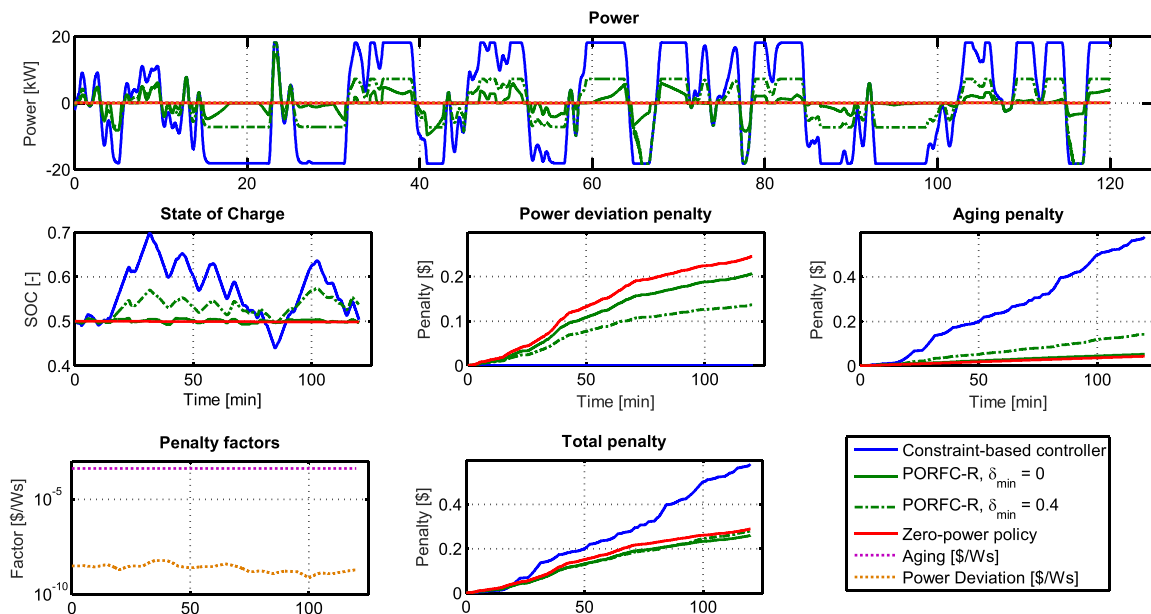 Power
Power [kW]
20
0
-20
0
20
40
60
80
100
120
State of Charge
SOC [-]
0.7
0.6
0.5
0.4
0
50
100
Time [min]
Power deviation penalty
Penalty [$]
0.2
0.1
0
0
50
100
Time [min]
Aging penalty
Penalty [$]
0.4
0.2
0
0
50
100
Time [min]
Penalty factors
Factor [$/Ws]
10^-5
10^-10
0
50
100
Total penalty
Penalty [$]
0.4
0.2
0
0
50
100
Constraint-based controller
PORFC-R, δ_min = 0
PORFC-R, δ_min = 0.4
Zero-power policy
Aging [$/Ws]
Power Deviation [$/Ws]